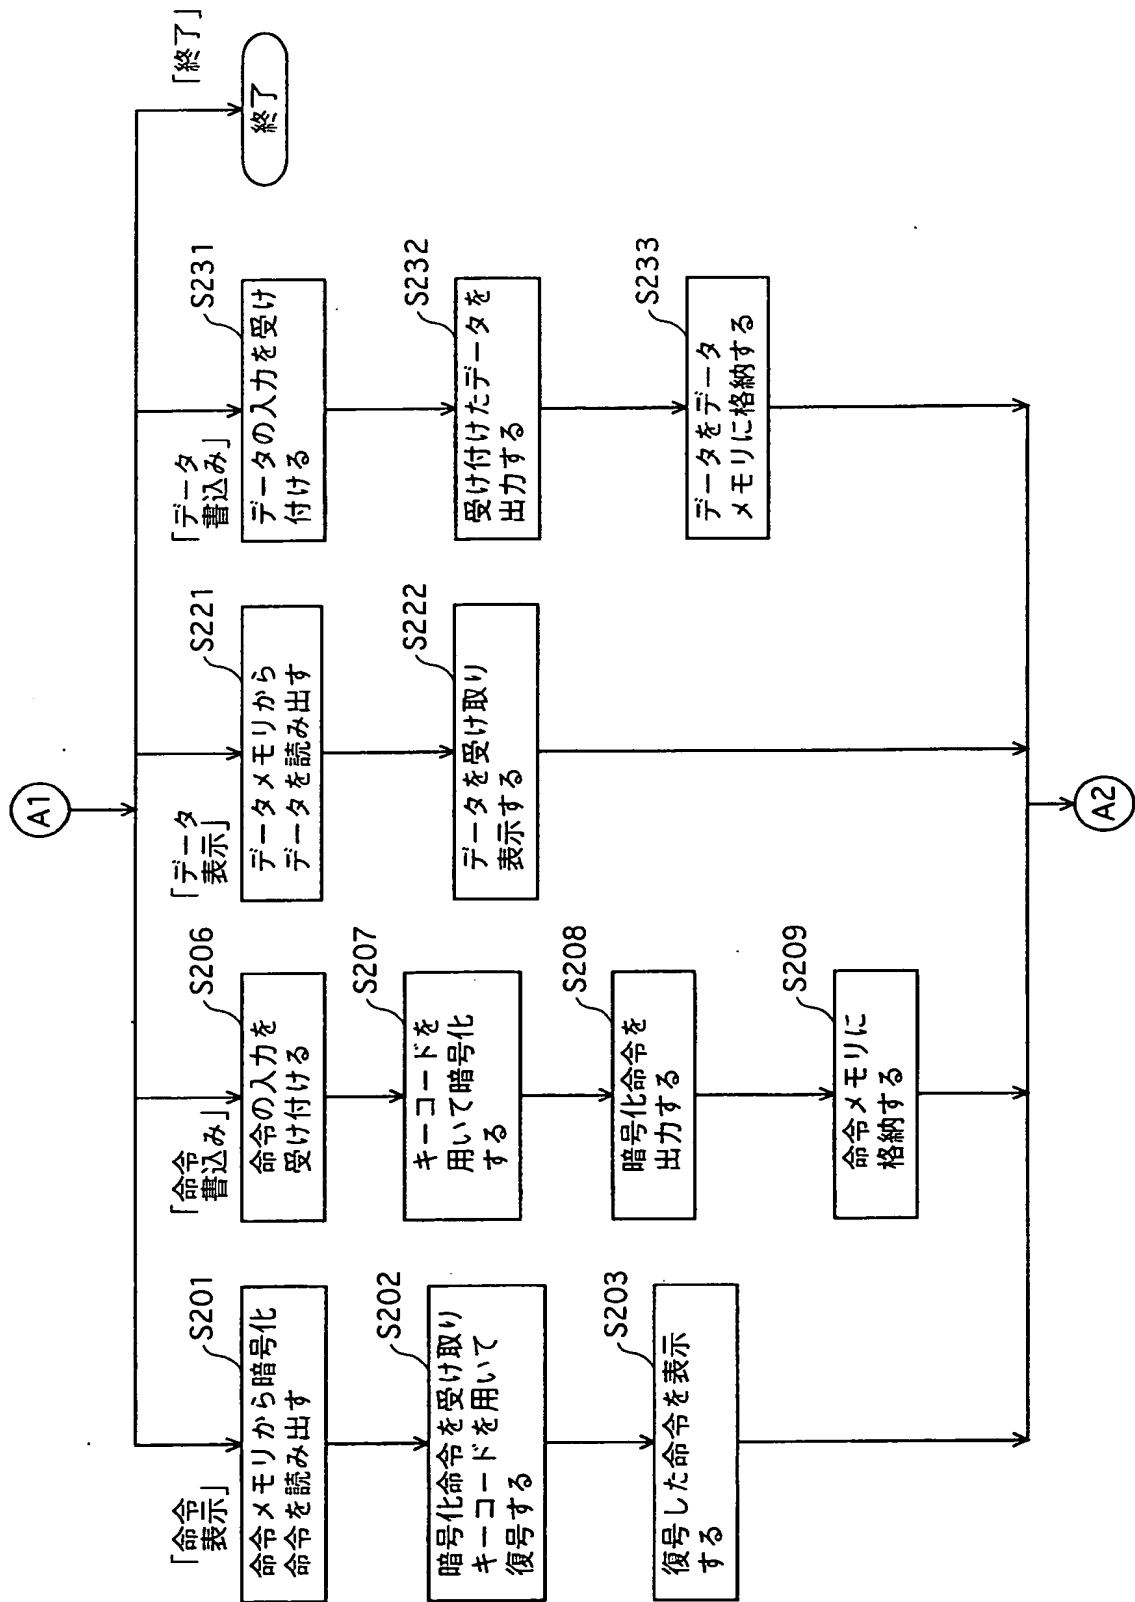 A1
「命令
表示」
S201
命令メモリから暗号化
命令を読み出す
S202
暗号化命令を受け取り
キーコードを用いて
復号する
S203
復号した命令を表示
する
「命令
書込み」
S206
命令の入力を
受け付ける
S207
キーコードを
用いて暗号化
する
S208
暗号化命令を
出力する
S209
命令メモリに
格納する
「データ
表示」
S221
データメモリから
データを読み出す
S222
データを受け取り
表示する
「データ
書込み」
S231
データの入力を受け
付ける
S232
受け付けたデータを
出力する
S233
データをデータ
メモリに格納する
「終了」
終了
A2